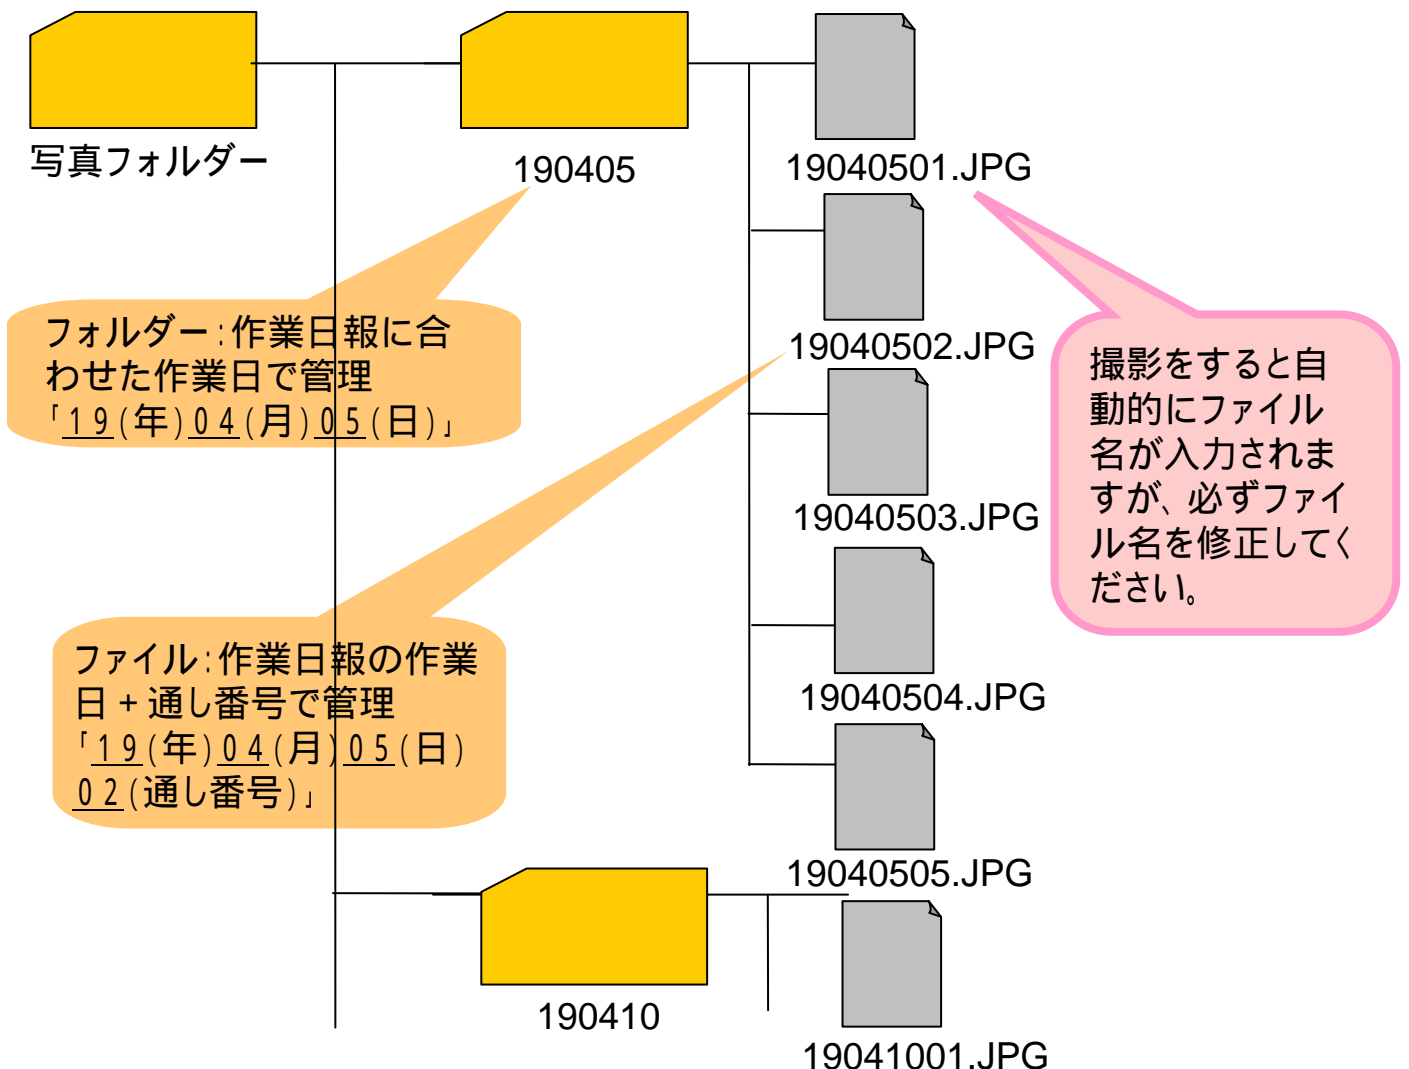 写真フォルダー
190405
19040501.JPG
フォルダー:作業日報に合
わせた作業日で管理
「19(年)04(月)05(日)」
19040502.JPG
撮影をすると自
動的にファイル
名が入力されま
すが、必ずファイ
ル名を修正してく
ださい。
19040503.JPG
ファイル:作業日報の作業
日+通し番号で管理
「19(年)04(月)05(日)
02(通し番号)」
19040504.JPG
19040505.JPG
190410
19041001.JPG